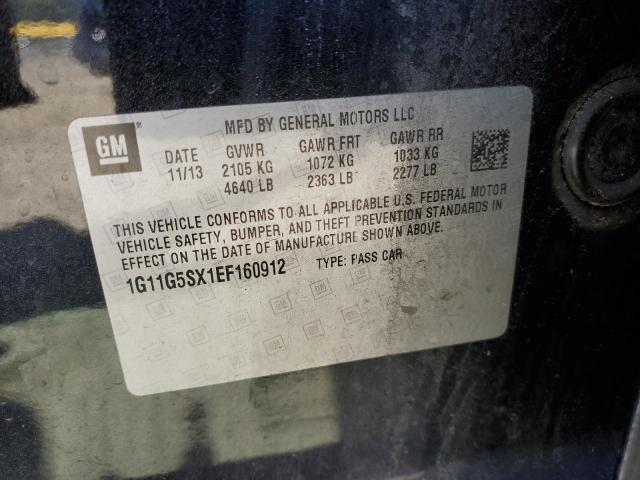 MFD BY GENERAL MOTORS LLC
GM
DATE GVWR GAWR FRT GAWR RR
11/13 2105 KG 1072 KG 1033 KG
4640 LB 2363 LB 2277 LB
THIS VEHICLE CONFORMS TO ALL APPLICABLE U.S. FEDERAL MOTOR
VEHICLE SAFETY, BUMPER, AND THEFT PREVENTION STANDARDS IN
EFFECT ON THE DATE OF MANUFACTURE SHOWN ABOVE.
1G11G5SX1EF160912 TYPE: PASS CAR